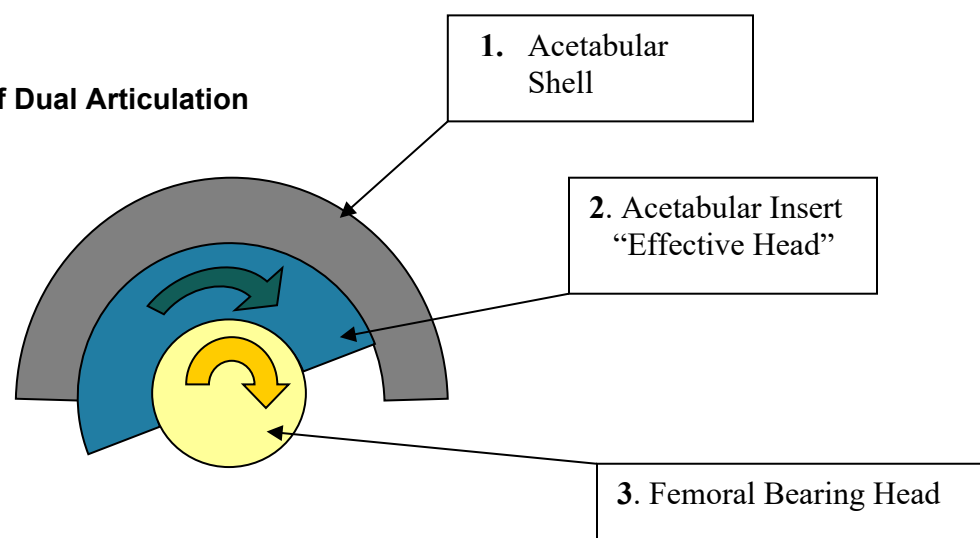 f Dual Articulation
1. Acetabular
Shell
2. Acetabular Insert
“Effective Head”
3. Femoral Bearing Head